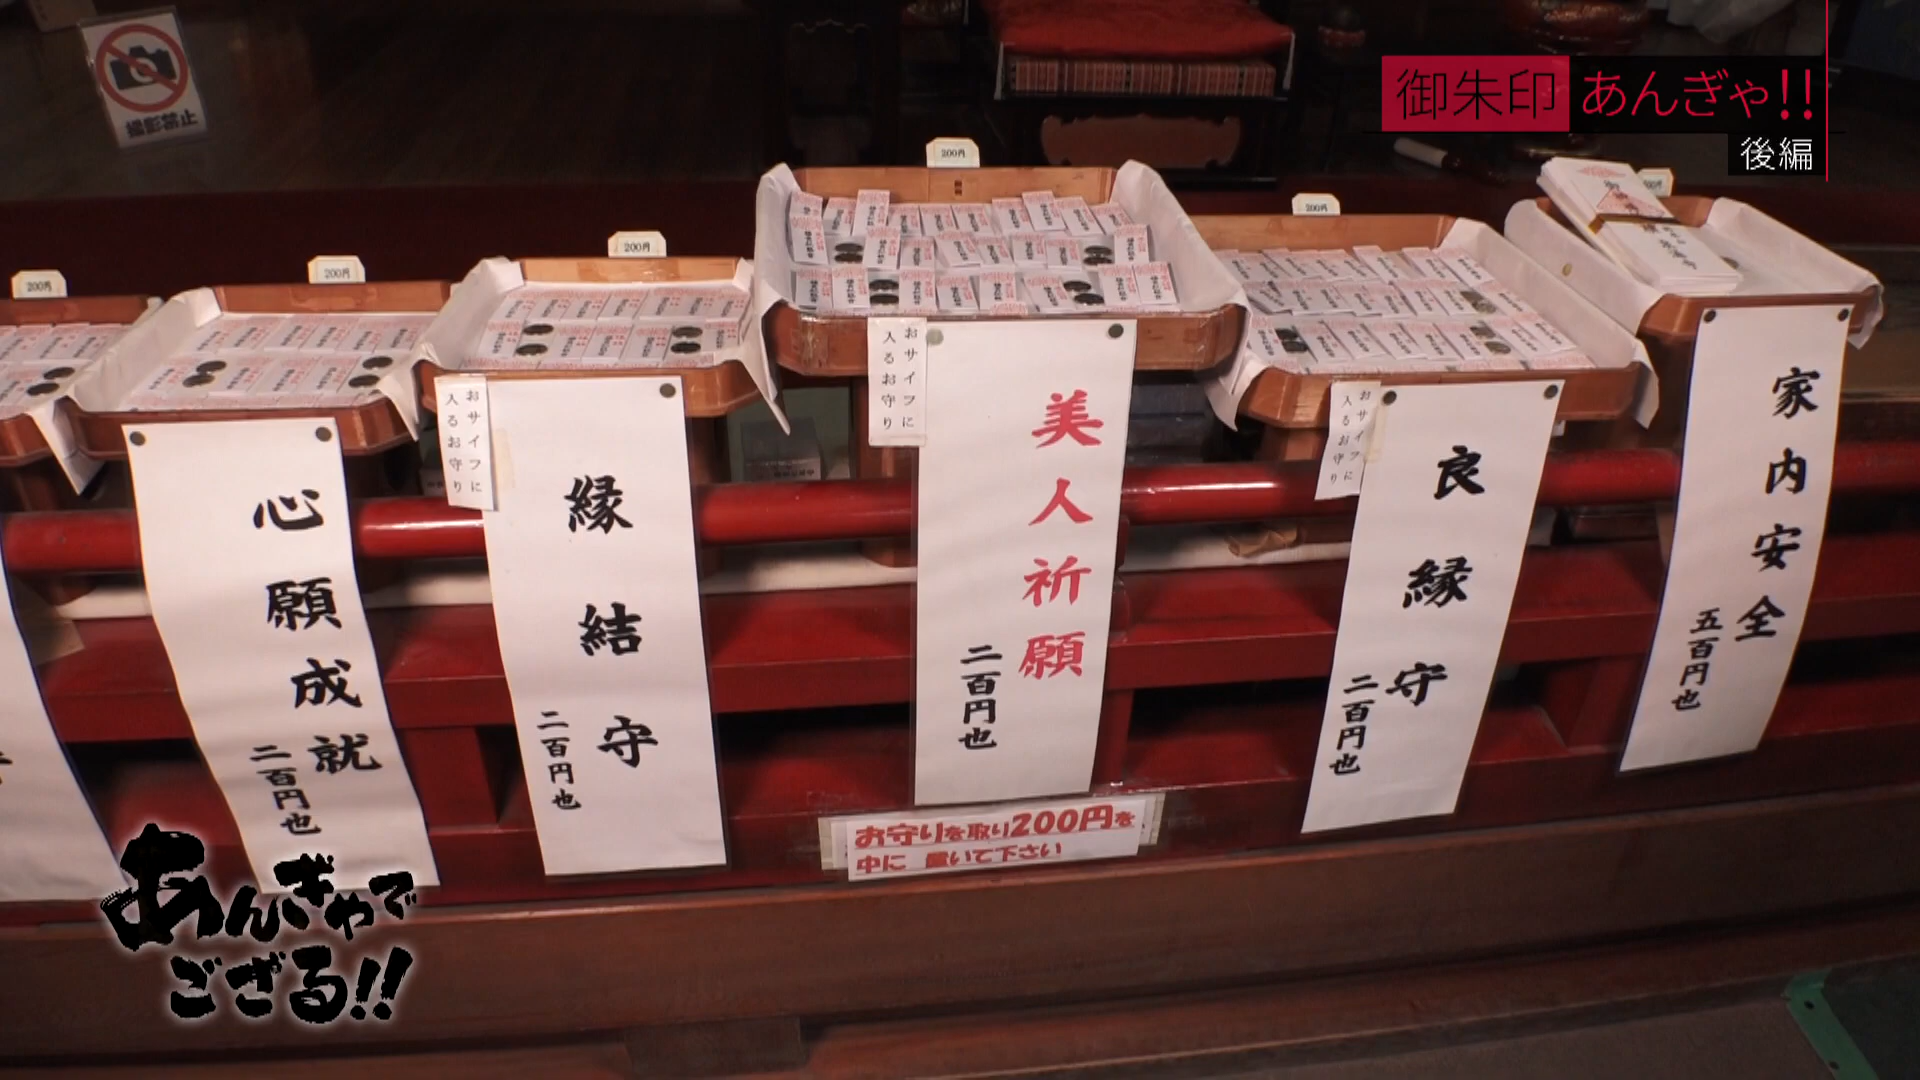 御朱印あんぎゃ!!
後編
撮影禁止
200円
200円
200円
200円
200円
心願成就
二百円也
おサイフに
入るお守り
縁結守
二百円也
おサイフに
入るお守り
美人祈願
二百円也
おサイフに
入るお守り
良縁守
二百円也
家内安全
五百円也
お守りを取り200円を
中に置いて下さい
あんぎゃで
ござる!!